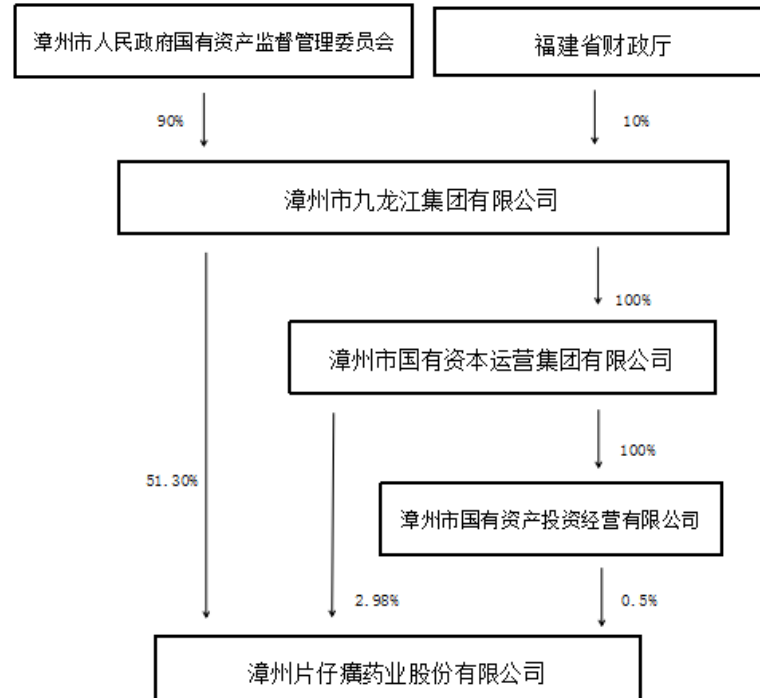 漳州市人民政府国有资产监督管理委员会
福建省财政厅
90%
10%
漳州市九龙江集团有限公司
100%
漳州市国有资本运营集团有限公司
100%
51.30%
漳州市国有资产投资经营有限公司
2.98%
0.5%
漳州片仔癀药业股份有限公司